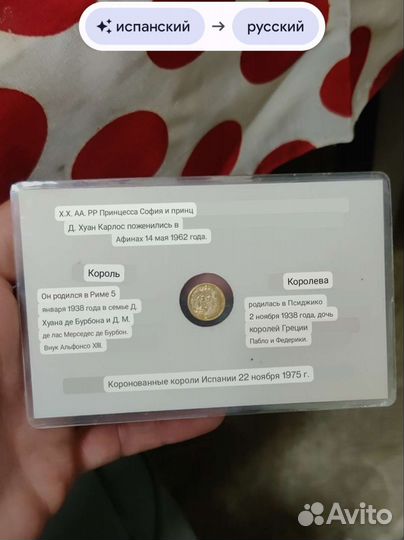 испанский → русский
Х.Х. АА. РР Принцесса София и принц
Д. Хуан Карлос поженились в
Афинах 14 мая 1962 года.
Король
Он родился в Риме 5
января 1938 года в семье Д.
Хуана де Бурбона и Д. М.
де лас Мерседес де Бурбон.
Внук Альфонсо XIII.
Королева
родилась в Псиджико
2 ноября 1938 года, дочь
королей Греции
Пабло и Федерики.
Коронованные короли Испании 22 ноября 1975 г.
Avito